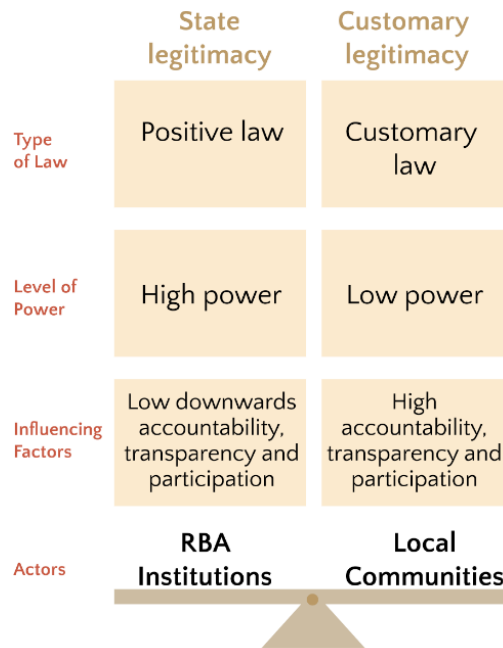 State
legitimacy
Customary
legitimacy
Type
of Law
Positive law
Customary
law
Level of
Power
High power
Low power
Influencing
Factors
Low downwards
accountability,
transparency and
participation
High
accountability,
transparency and
participation
Actors
RBA
Institutions
Local
Communities